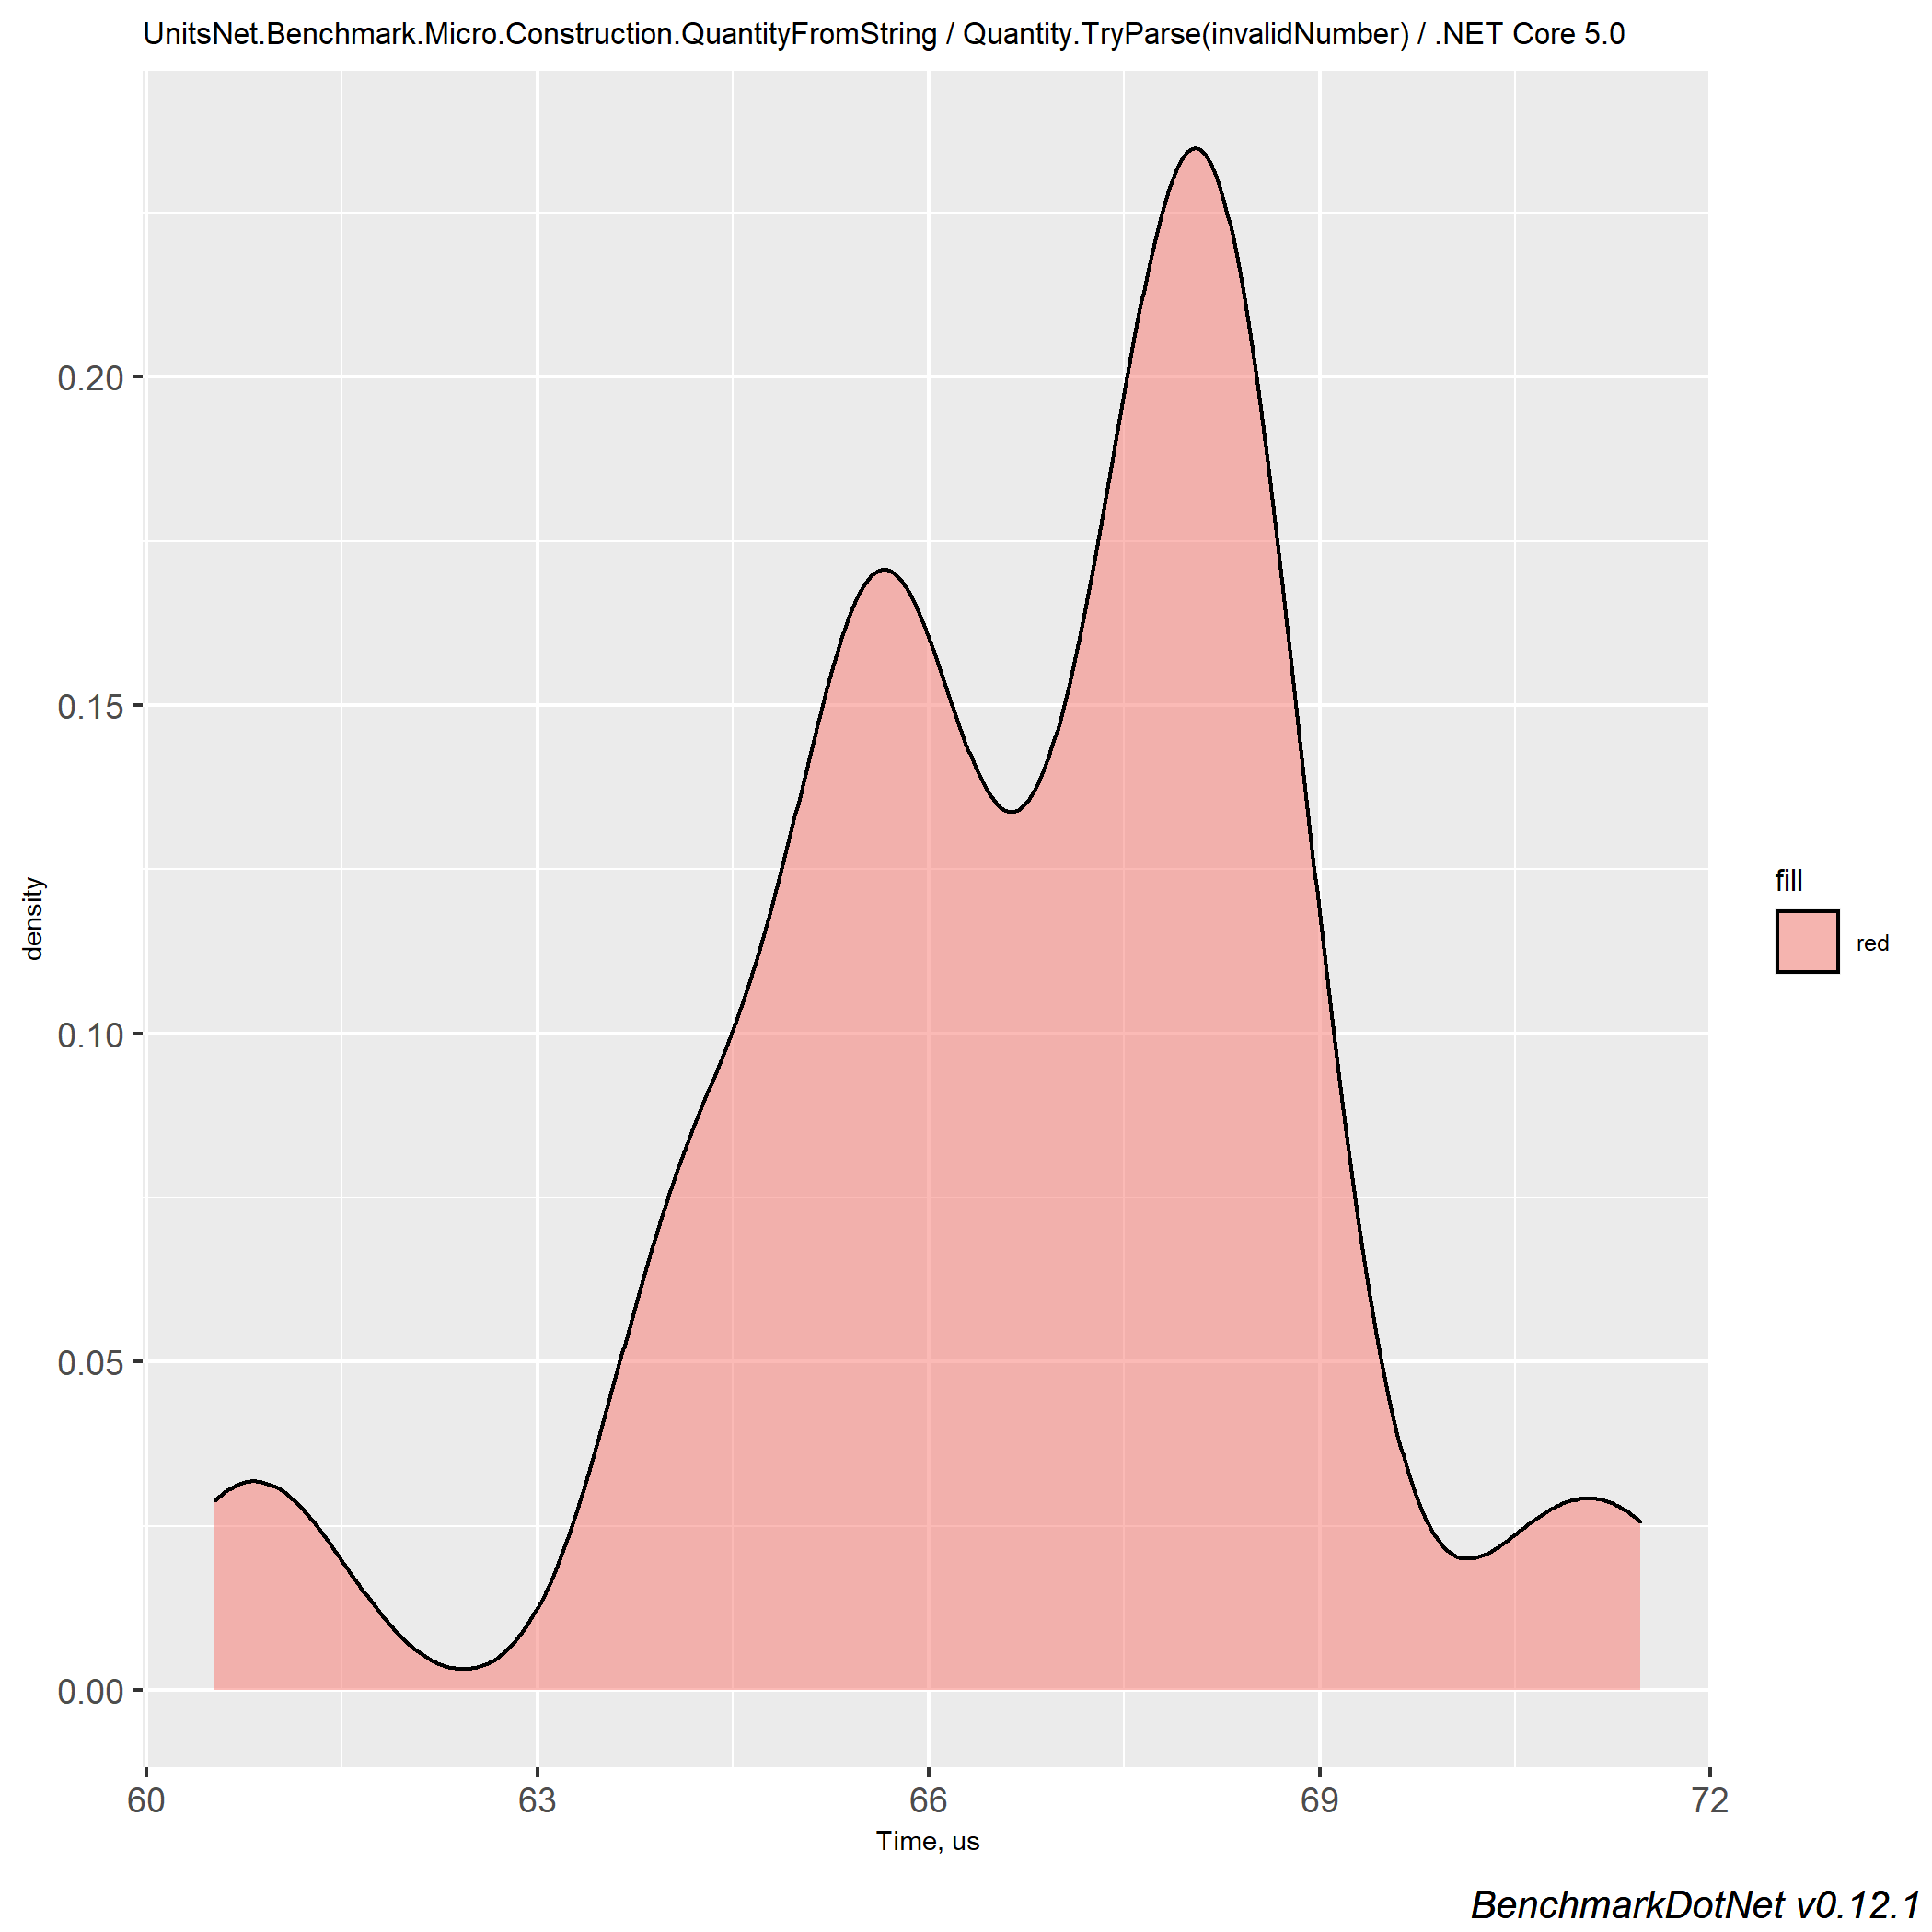 UnitsNet.Benchmark.Micro.Construction.QuantityFromString / Quantity.TryParse(invalidNumber) / .NET Core 5.0
0.20
0.15
0.10
0.05
0.00
density
60 63 66 69 72
Time, us
fill
red
BenchmarkDotNet v0.12.1